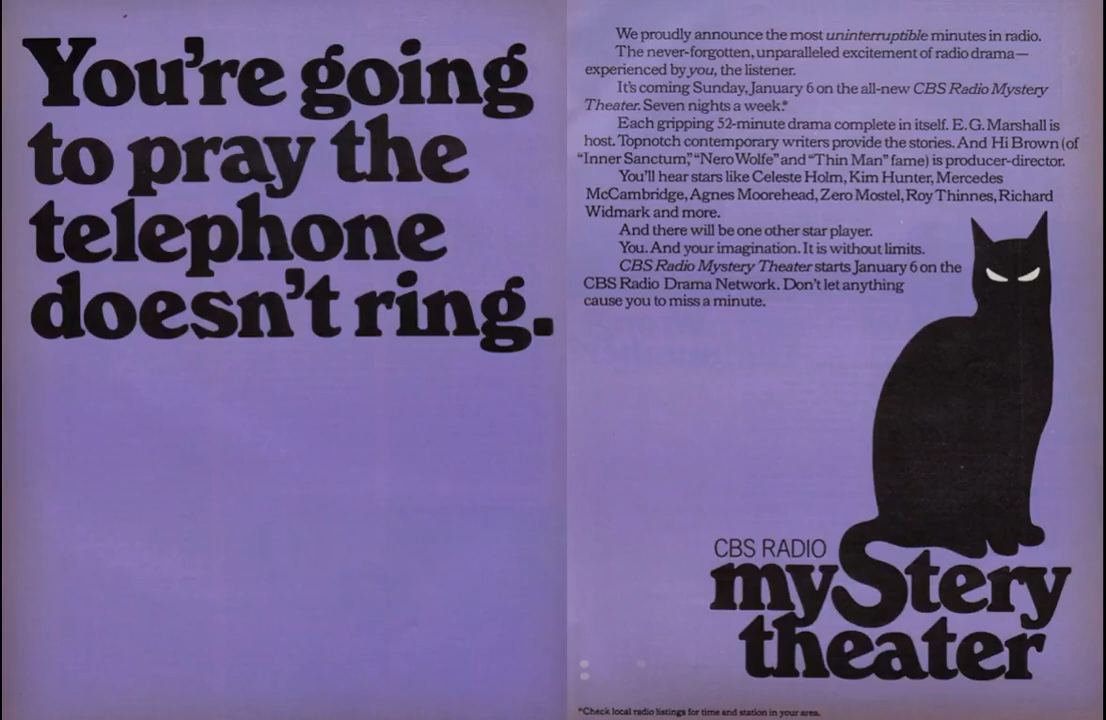 You're going
to pray the
telephone
doesn't ring.
We proudly announce the most uninterruptible minutes in radio.
The never-forgotten, unparalleled excitement of radio drama—
experienced by you, the listener.
It's coming Sunday, January 6 on the all-new CBS Radio Mystery
Theater. Seven nights a week.*
Each gripping 52-minute drama complete in itself. E. G. Marshall is
host. Topnotch contemporary writers provide the stories. And Hi Brown (of
"Inner Sanctum," "Nero Wolfe" and "Thin Man" fame) is producer-director.
You'll hear stars like Celeste Holm, Kim Hunter, Mercedes
McCambridge, Agnes Moorehead, Zero Mostel, Roy Thinnes, Richard
Widmark and more.
And there will be one other star player.
You. And your imagination. It is without limits.
CBS Radio Mystery Theater starts January 6 on the
CBS Radio Drama Network. Don't let anything
cause you to miss a minute.
CBS RADIO
myStery
theater
*Check local radio listings for time and station in your area.